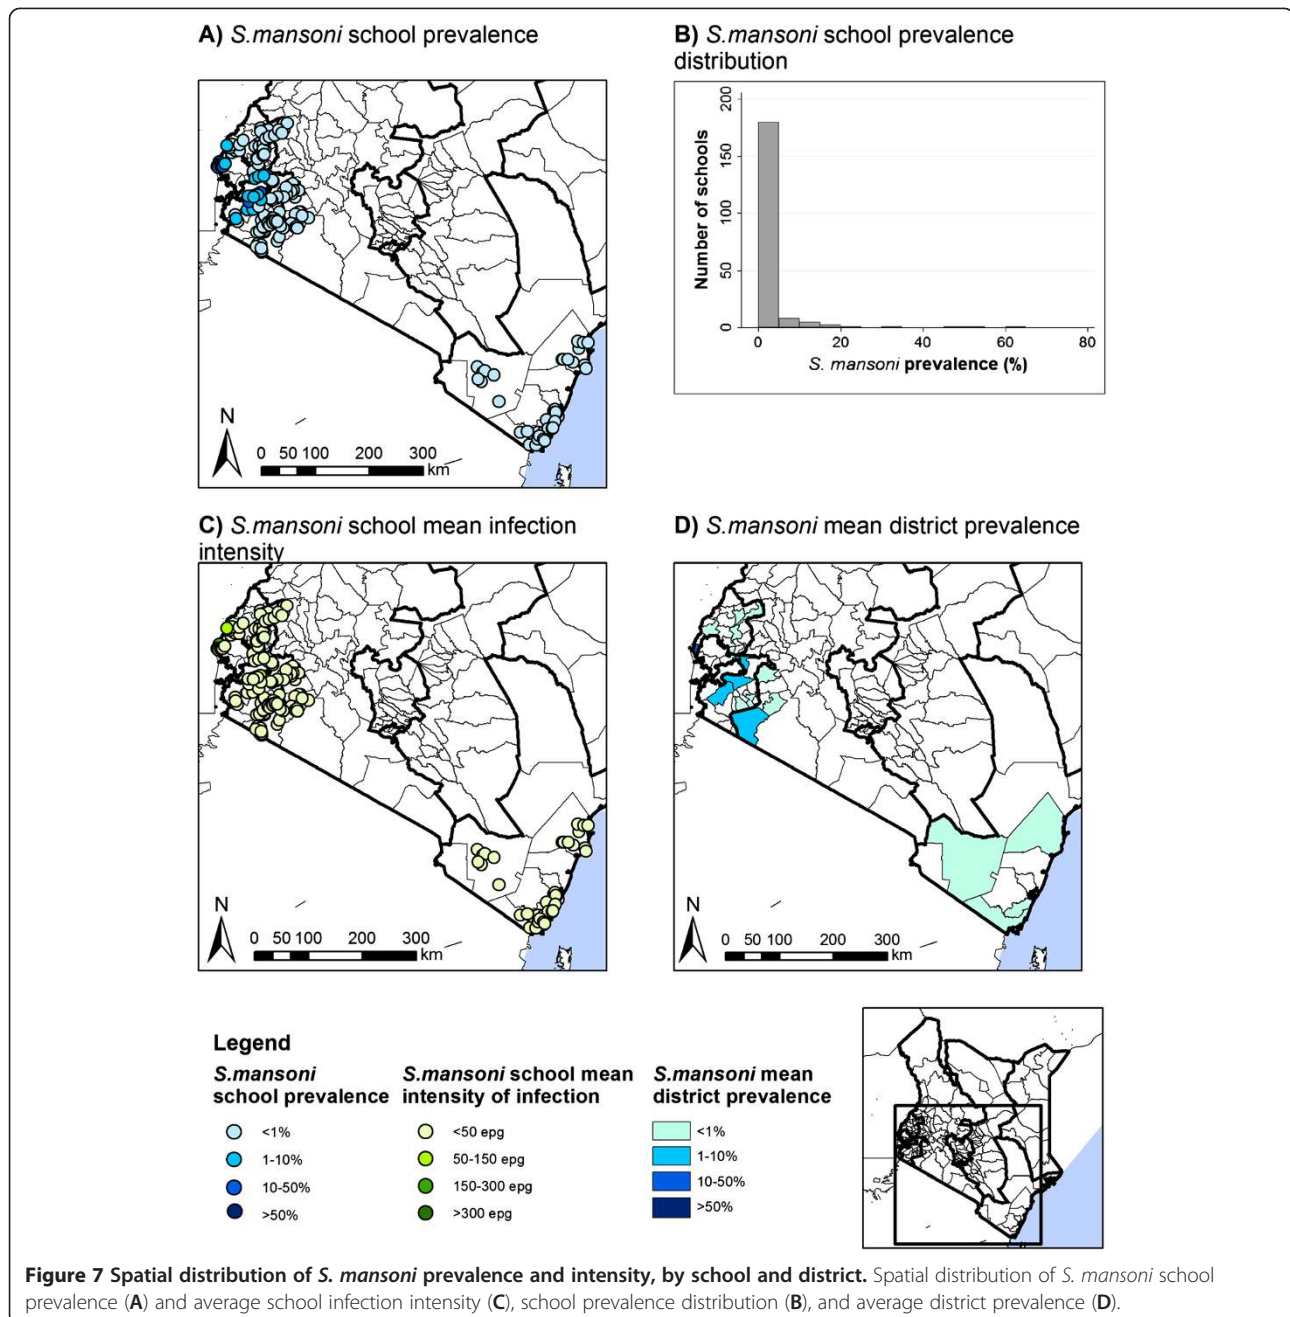 A) S.mansoni school prevalence
B) S.mansoni school prevalence
distribution
Number of schools
200
150
100
50
0
0 20 40 60 80
S. mansoni prevalence (%)
N
0 50 100 200 300
km
C) S.mansoni school mean infection
intensity
D) S.mansoni mean district prevalence
N
0 50 100 200 300
km
N
0 50 100 200 300
km
Legend
S.mansoni
school prevalence
<1%
1-10%
10-50%
>50%
S.mansoni school mean
intensity of infection
<50 epg
50-150 epg
150-300 epg
>300 epg
S.mansoni mean
district prevalence
<1%
1-10%
10-50%
>50%
Figure 7 Spatial distribution of S. mansoni prevalence and intensity, by school and district. Spatial distribution of S. mansoni school
prevalence (A) and average school infection intensity (C), school prevalence distribution (B), and average district prevalence (D).